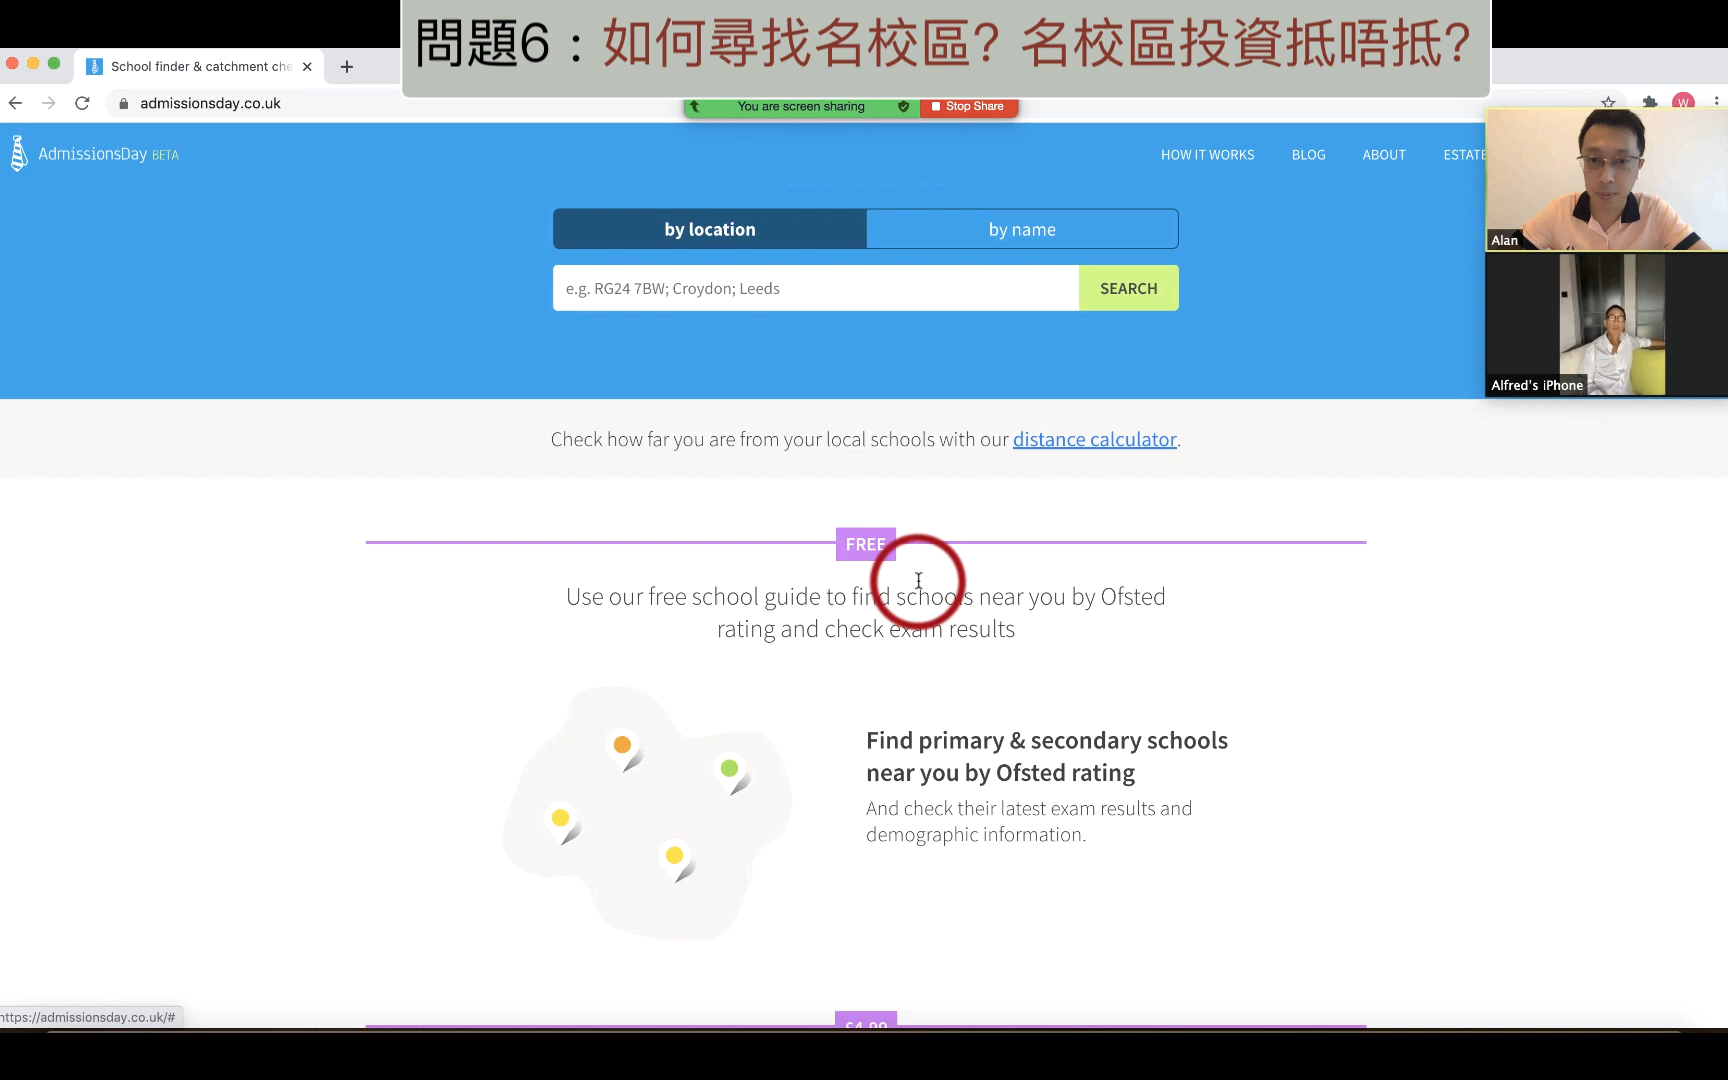 問題6：如何尋找名校區? 名校區投資抵唔抵?
School finder & catchment che
admissionsday.co.uk
You are screen sharing
Stop Share
W
AdmissionsDay BETA
HOW IT WORKS
BLOG
ABOUT
ESTATE
by location
by name
e.g. RG24 7BW; Croydon; Leeds
SEARCH
Alan
Alfred's iPhone
Check how far you are from your local schools with our distance calculator.
FREE
Use our free school guide to find schools near you by Ofsted
rating and check exam results
Find primary & secondary schools
near you by Ofsted rating
And check their latest exam results and
demographic information.
https://admissionsday.co.uk/#
£4.99